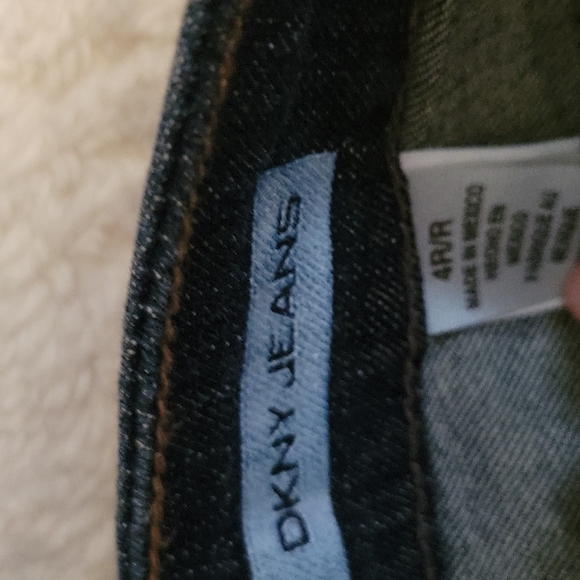 DKNY JEANS
4R/R
MADE IN MEXICO
HECHO EN
MEXICO
FABRIQUE AU
MEXIQUE